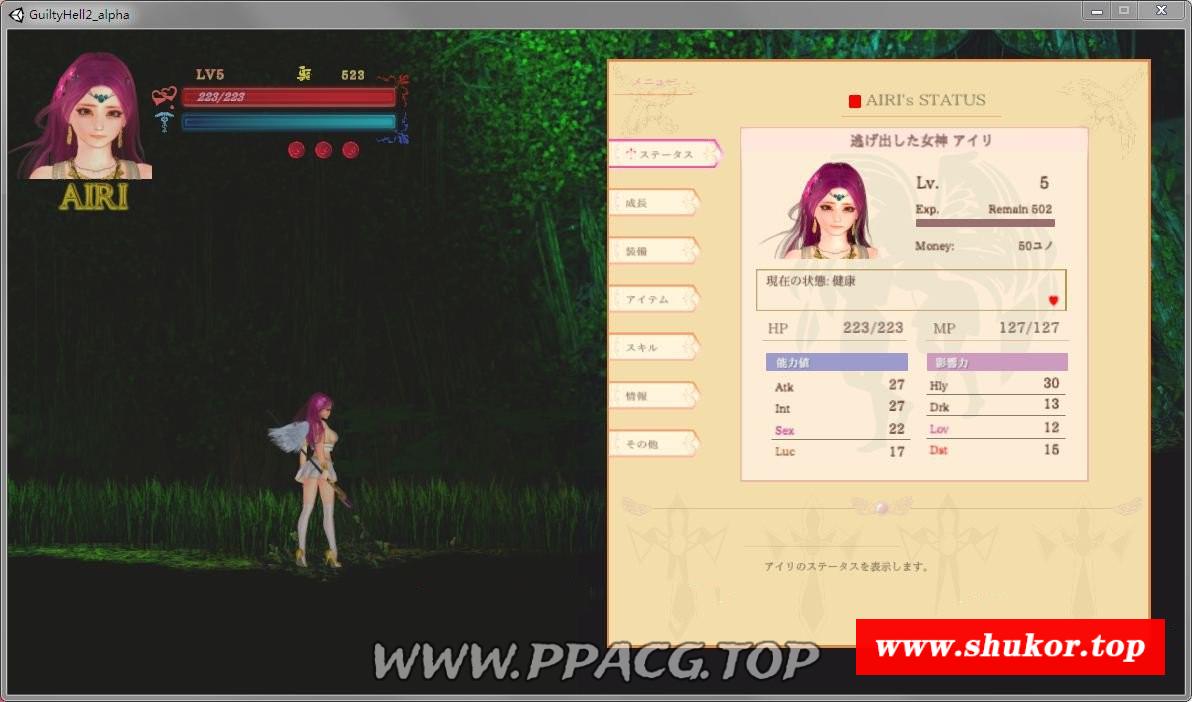 GuiltyHell2_alpha
LV5
523
223/223
AIRI
メニュー
AIRI's STATUS
ステータス
成長
装備
アイテム
スキル
情報
その他
逃げ出した女神 アイリ
Lv. 5
Exp. Remain 502
Money: 50ユノ
現在の状態: 健康
HP 223/223 MP 127/127
能力値 影響力
Atk 27 Hly 30
Int 27 Drk 13
Sex 22 Lov 12
Luc 17 Dst 15
アイリのステータスを表示します。
WWW.PPACG.TOP
www.shukor.top